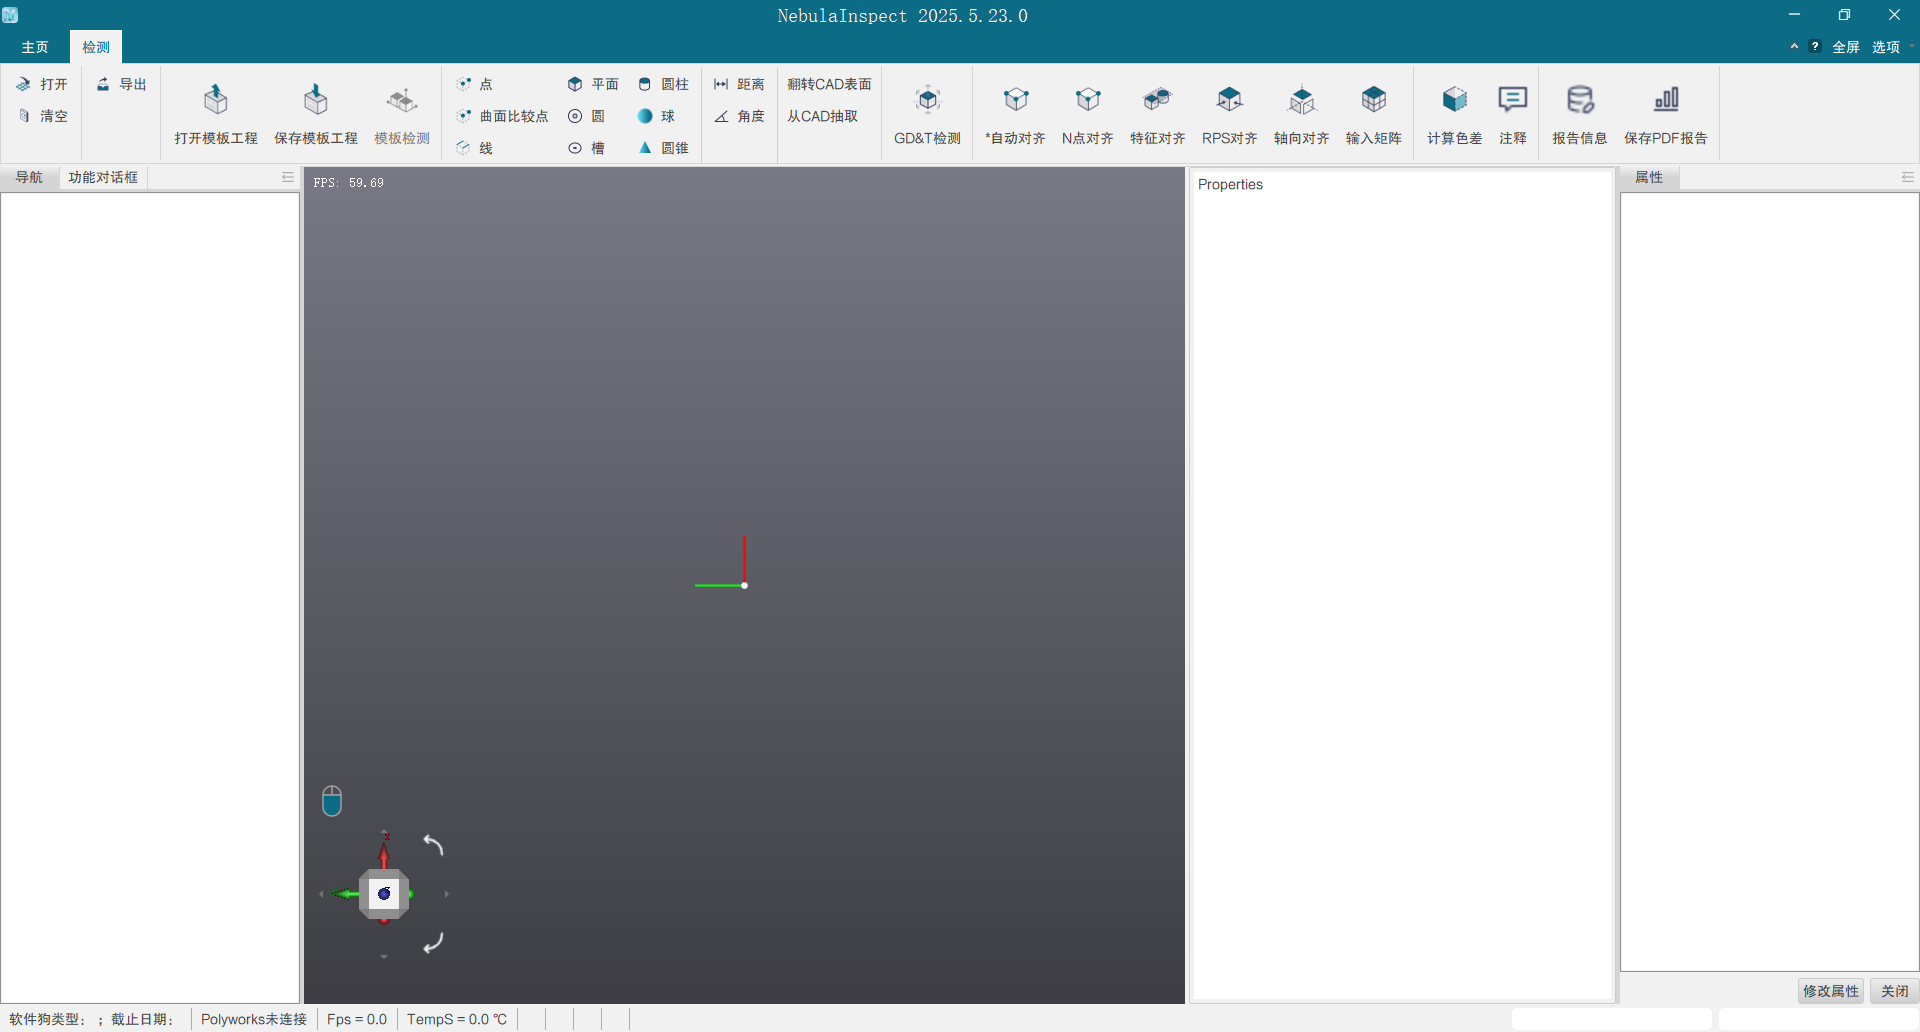 NebulaInspect 2025.5.23.0
主页 检测 ? 全屏 选项
打开 导出 点 平面 圆柱 距离 翻转CAD表面
清空 曲面比较点 圆 球 角度 从CAD抽取
打开模板工程 保存模板工程 模板检测 GD&T检测 *自动对齐 N点对齐 特征对齐 RPS对齐 轴向对齐 输入矩阵 计算色差 注释 报告信息 保存PDF报告
线 槽 圆锥
导航 功能对话框 属性
FPS: 59.69
Properties
X
修改属性 关闭
软件狗类型: ; 截止日期: Polyworks未连接 Fps = 0.0 TempS = 0.0 ℃